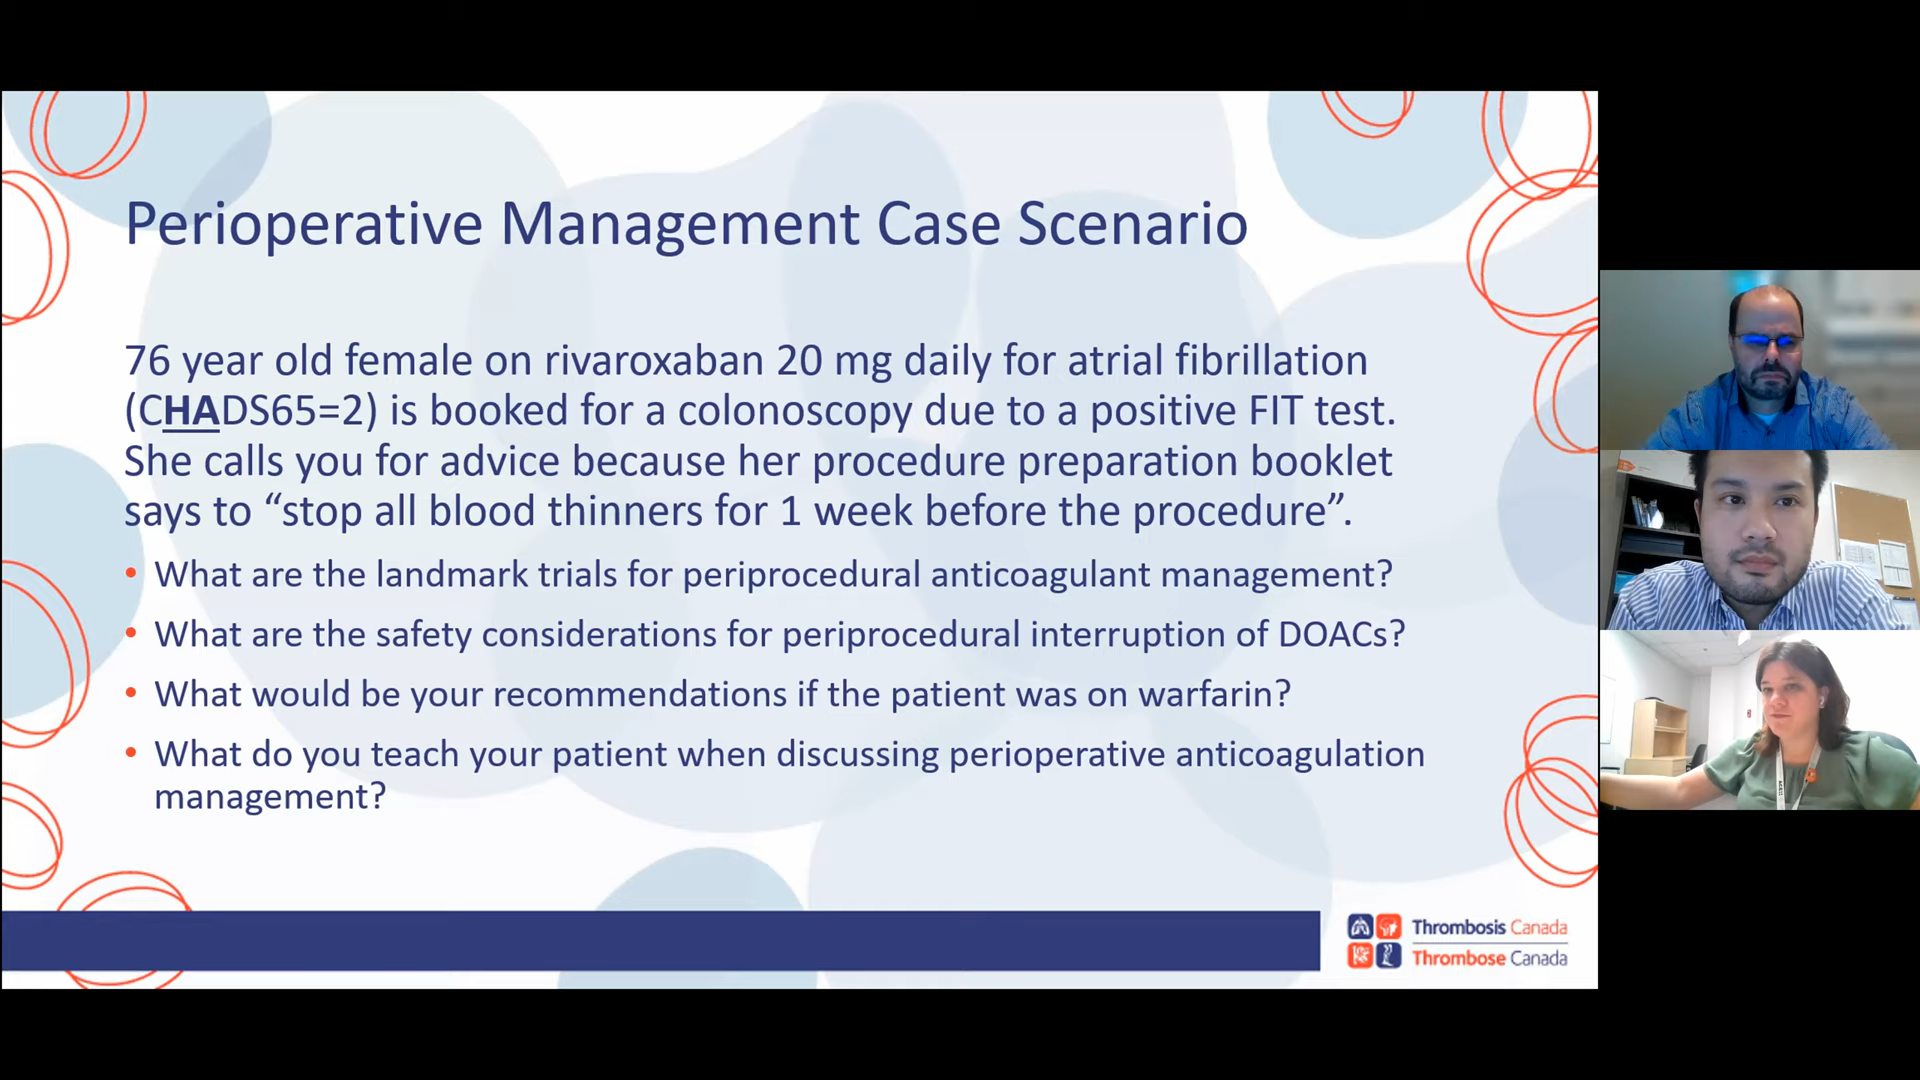 Perioperative Management Case Scenario
76 year old female on rivaroxaban 20 mg daily for atrial fibrillation
(CHADS65=2) is booked for a colonoscopy due to a positive FIT test.
She calls you for advice because her procedure preparation booklet
says to “stop all blood thinners for 1 week before the procedure”.
• What are the landmark trials for periprocedural anticoagulant management?
• What are the safety considerations for periprocedural interruption of DOACs?
• What would be your recommendations if the patient was on warfarin?
• What do you teach your patient when discussing perioperative anticoagulation
management?
Thrombosis Canada
Thrombose Canada